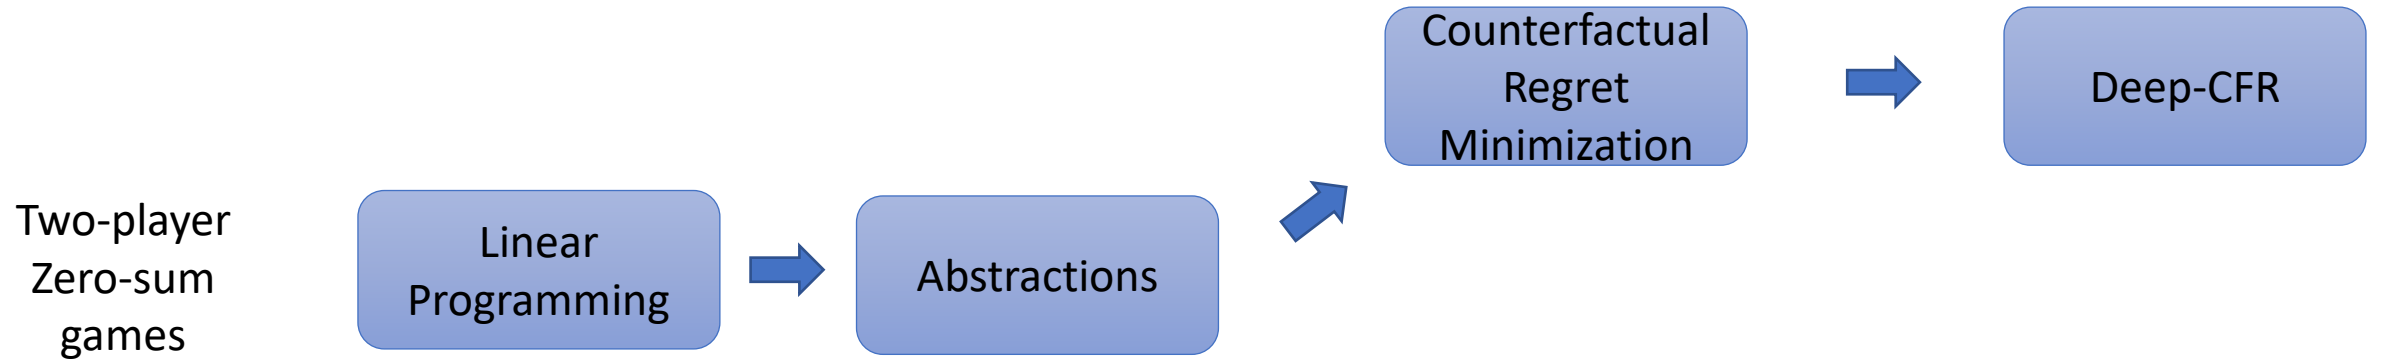 Two-player
Zero-sum
games
Linear
Programming
Abstractions
Counterfactual
Regret
Minimization
Deep-CFR